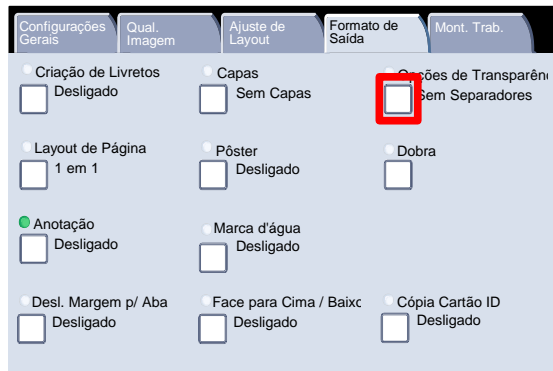 Configurações Gerais
Qual. Imagem
Ajuste de Layout
Formato de Saída
Mont. Trab.
Criação de Livretos
Desligado
Capas
Sem Capas
Opções de Transparên
Sem Separadores
Layout de Página
1 em 1
Pôster
Desligado
Dobra
Anotação
Desligado
Marca d'água
Desligado
Desl. Margem p/ Aba
Desligado
Face para Cima / Baixo
Desligado
Cópia Cartão ID
Desligado